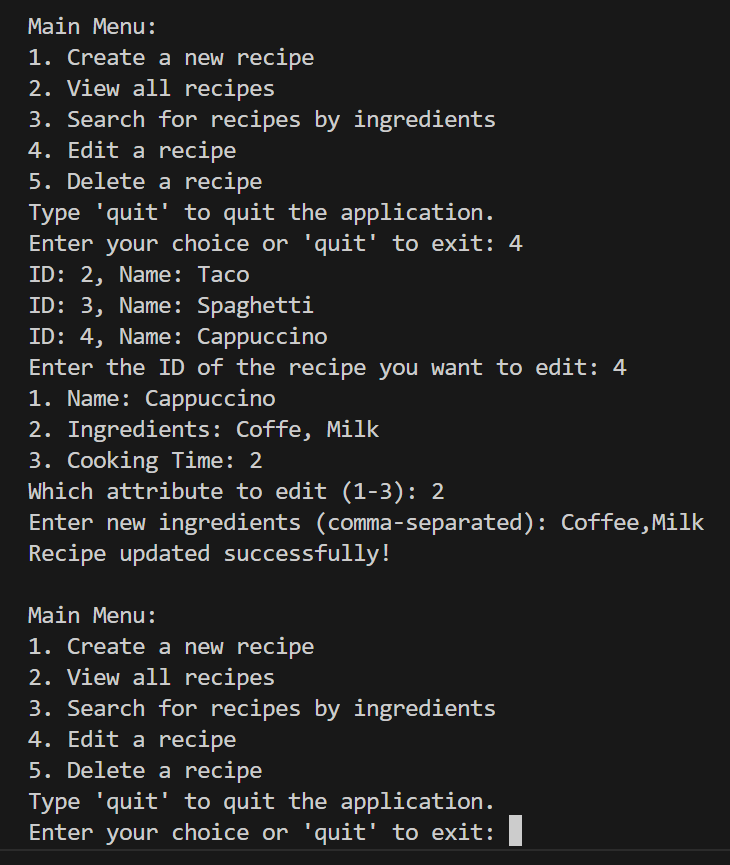 Main Menu:
1. Create a new recipe
2. View all recipes
3. Search for recipes by ingredients
4. Edit a recipe
5. Delete a recipe
Type 'quit' to quit the application.
Enter your choice or 'quit' to exit: 4
ID: 2, Name: Taco
ID: 3, Name: Spaghetti
ID: 4, Name: Cappuccino
Enter the ID of the recipe you want to edit: 4
1. Name: Cappuccino
2. Ingredients: Coffe, Milk
3. Cooking Time: 2
Which attribute to edit (1-3): 2
Enter new ingredients (comma-separated): Coffee,Milk
Recipe updated successfully!
Main Menu:
1. Create a new recipe
2. View all recipes
3. Search for recipes by ingredients
4. Edit a recipe
5. Delete a recipe
Type 'quit' to quit the application.
Enter your choice or 'quit' to exit: